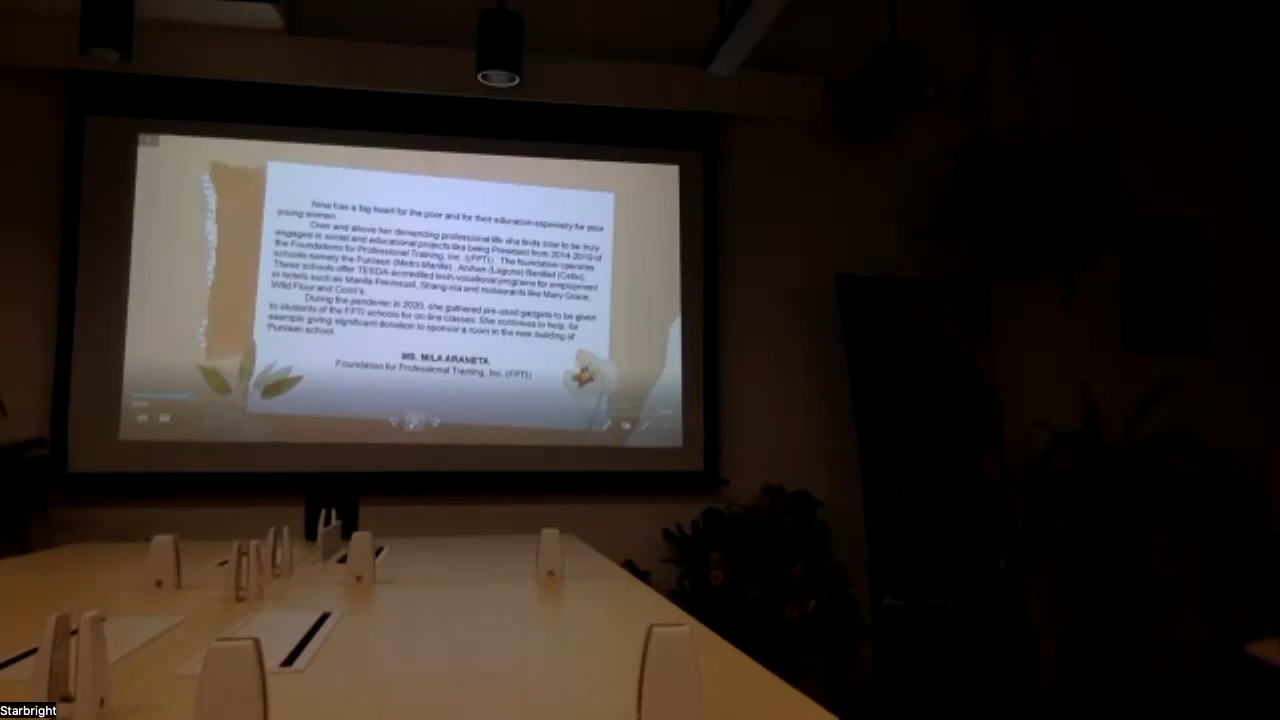 Nina has a big heart for the poor and for their education especially for poor
young women.
Over and above her demanding professional life she finds time to be truly
engaged in social and educational projects like being President from 2014-2019 of
the Foundations for Professional Training, Inc. (FPTI). The foundation operates
schools namely the Punlaan (Metro Manila), Anihan (Laguna) Banilad (Cebu).
These schools offer TESDA-accredited tech-vocational programs for employment
in hotels such as Manila Peninsual, Shang-ri-la and restaurants like Mary Grace,
Wild Flour and
During the pandemic in 2020, she gathered pre-used gadgets to be given
to students of the FPTI schools for on-line classes. She continues to help, for
example giving significant donation to sponsor a room in the new building of
Punlaan school.
MS. MILA ARANETA
Foundation for Professional Training, Inc. (FPTI)
Starbright